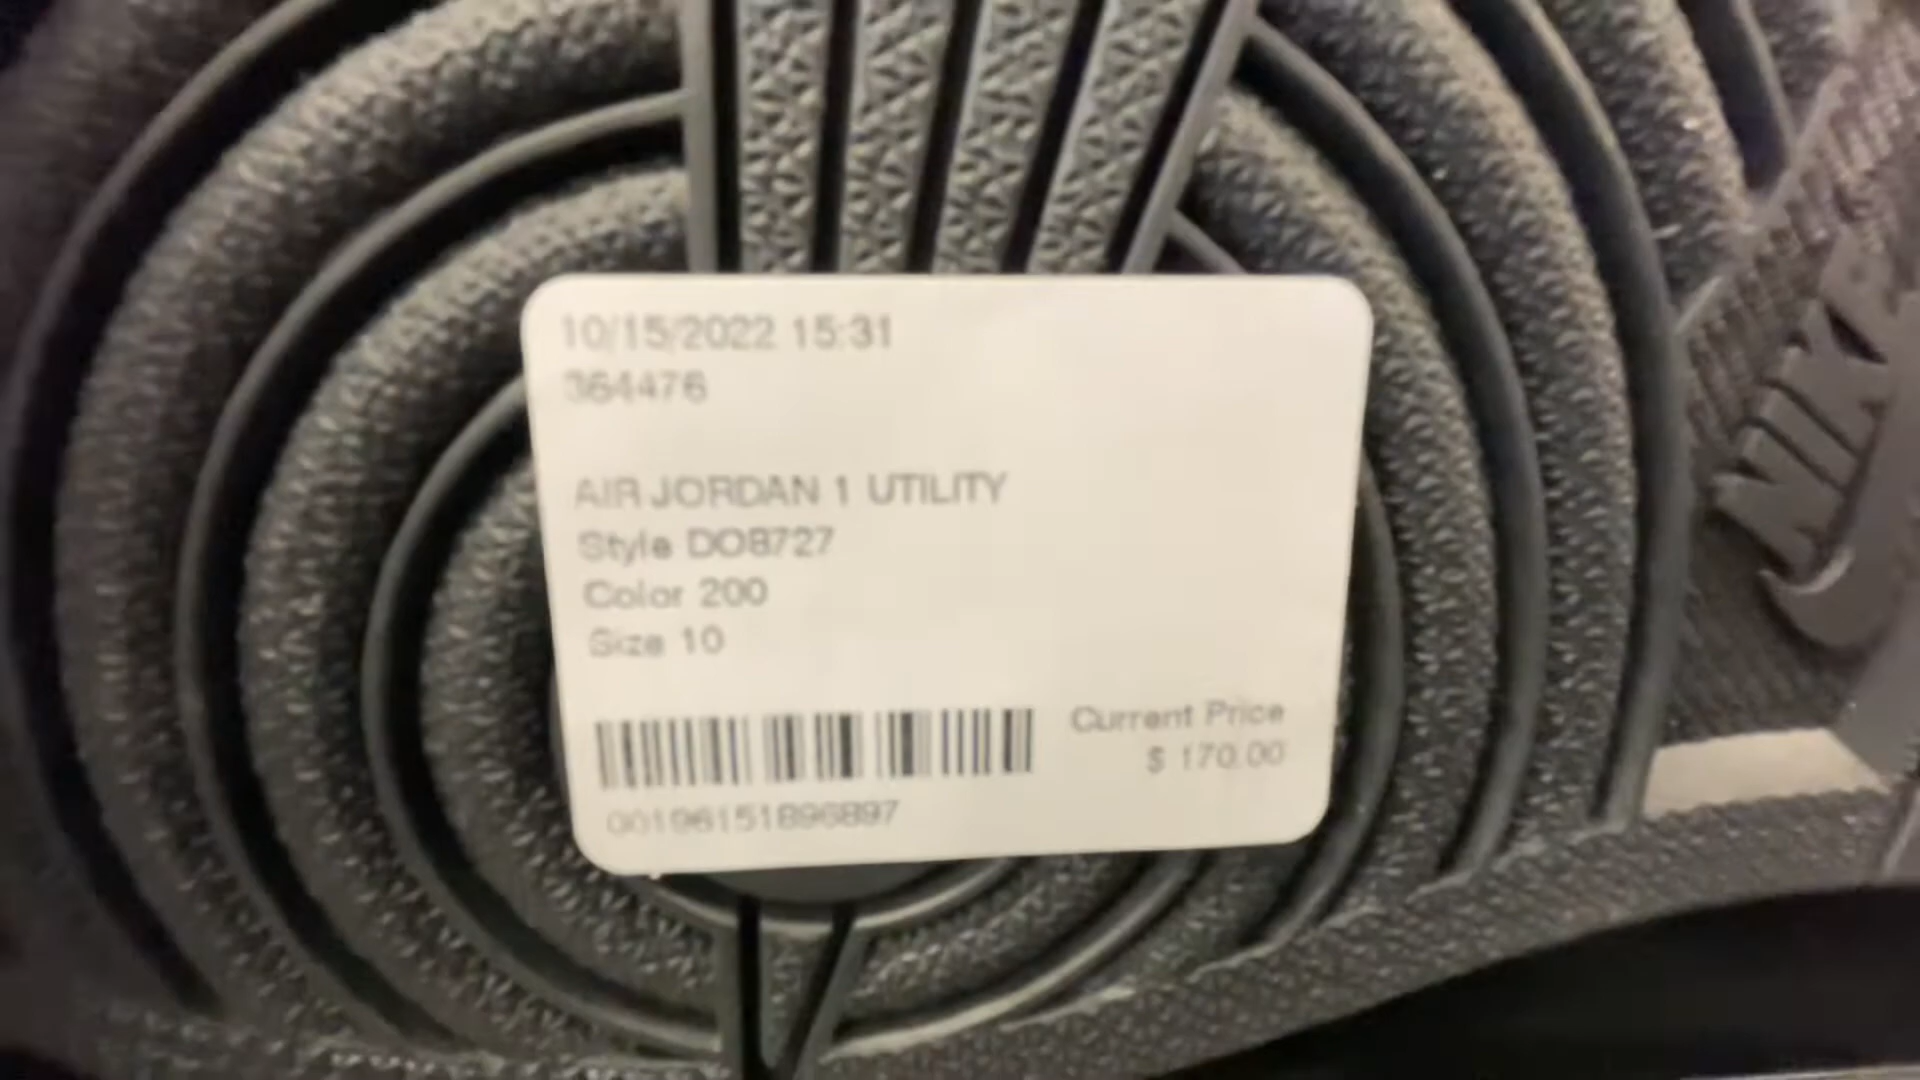 10/15/2022 15:31
364476
AIR JORDAN 1 UTILITY
Style DO8727
Color 200
Size 10
Current Price
$ 170.00
00196151896897
NIKE